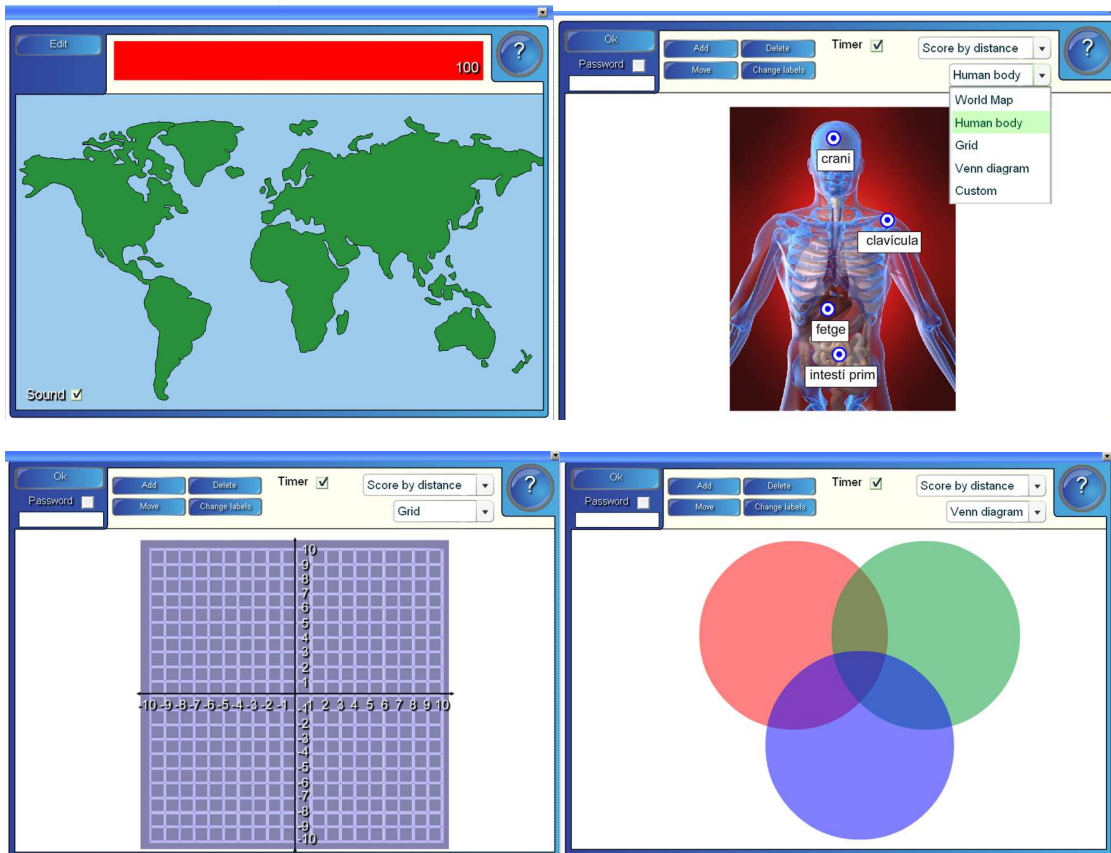 Edit
100
?
Sound
Ok
Password
Add
Delete
Move
Change labels
Timer
Score by distance
Human body
?
World Map
Human body
Grid
Venn diagram
Custom
crani
clavícula
fetge
intestí prim
Ok
Password
Add
Delete
Move
Change labels
Timer
Score by distance
Grid
?
10
9
8
7
6
5
4
3
2
1
-10 -9 -8 -7 -6 -5 -4 -3 -2 -1 1 2 3 4 5 6 7 8 9 10
-1
-2
-3
-4
-5
-6
-7
-8
-9
-10
Ok
Password
Add
Delete
Move
Change labels
Timer
Score by distance
Venn diagram
?